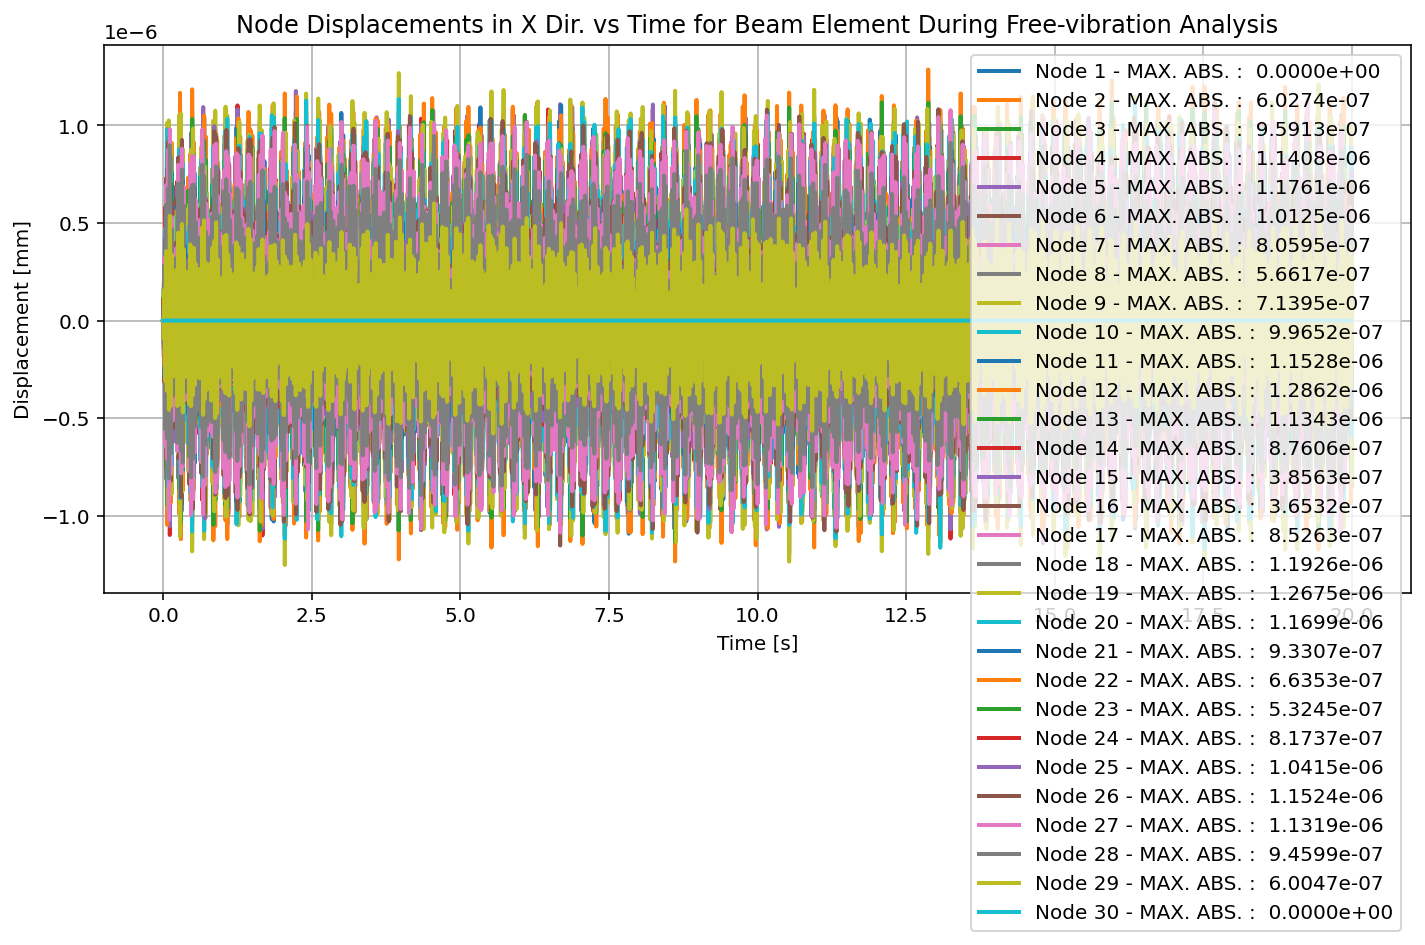 Node Displacements in X Dir. vs Time for Beam Element During Free-vibration Analysis
1e−6
1.0
0.5
0.0
−0.5
−1.0
Displacement [mm]
0.0
2.5
5.0
7.5
10.0
12.5
15.0
17.5
20.0
Time [s]
Node 1 - MAX. ABS. :  0.0000e+00
Node 2 - MAX. ABS. :  6.0274e-07
Node 3 - MAX. ABS. :  9.5913e-07
Node 4 - MAX. ABS. :  1.1408e-06
Node 5 - MAX. ABS. :  1.1761e-06
Node 6 - MAX. ABS. :  1.0125e-06
Node 7 - MAX. ABS. :  8.0595e-07
Node 8 - MAX. ABS. :  5.6617e-07
Node 9 - MAX. ABS. :  7.1395e-07
Node 10 - MAX. ABS. :  9.9652e-07
Node 11 - MAX. ABS. :  1.1528e-06
Node 12 - MAX. ABS. :  1.2862e-06
Node 13 - MAX. ABS. :  1.1343e-06
Node 14 - MAX. ABS. :  8.7606e-07
Node 15 - MAX. ABS. :  3.8563e-07
Node 16 - MAX. ABS. :  3.6532e-07
Node 17 - MAX. ABS. :  8.5263e-07
Node 18 - MAX. ABS. :  1.1926e-06
Node 19 - MAX. ABS. :  1.2675e-06
Node 20 - MAX. ABS. :  1.1699e-06
Node 21 - MAX. ABS. :  9.3307e-07
Node 22 - MAX. ABS. :  6.6353e-07
Node 23 - MAX. ABS. :  5.3245e-07
Node 24 - MAX. ABS. :  8.1737e-07
Node 25 - MAX. ABS. :  1.0415e-06
Node 26 - MAX. ABS. :  1.1524e-06
Node 27 - MAX. ABS. :  1.1319e-06
Node 28 - MAX. ABS. :  9.4599e-07
Node 29 - MAX. ABS. :  6.0047e-07
Node 30 - MAX. ABS. :  0.0000e+00